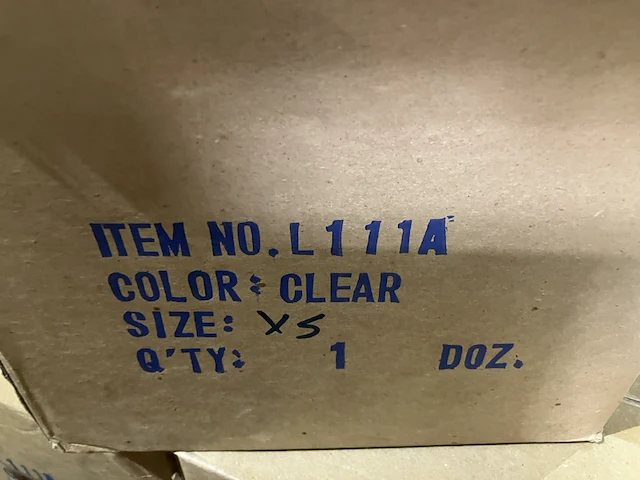 ITEM NO. L111A
COLOR: CLEAR
SIZE: XS
Q'TY: 1 DOZ.